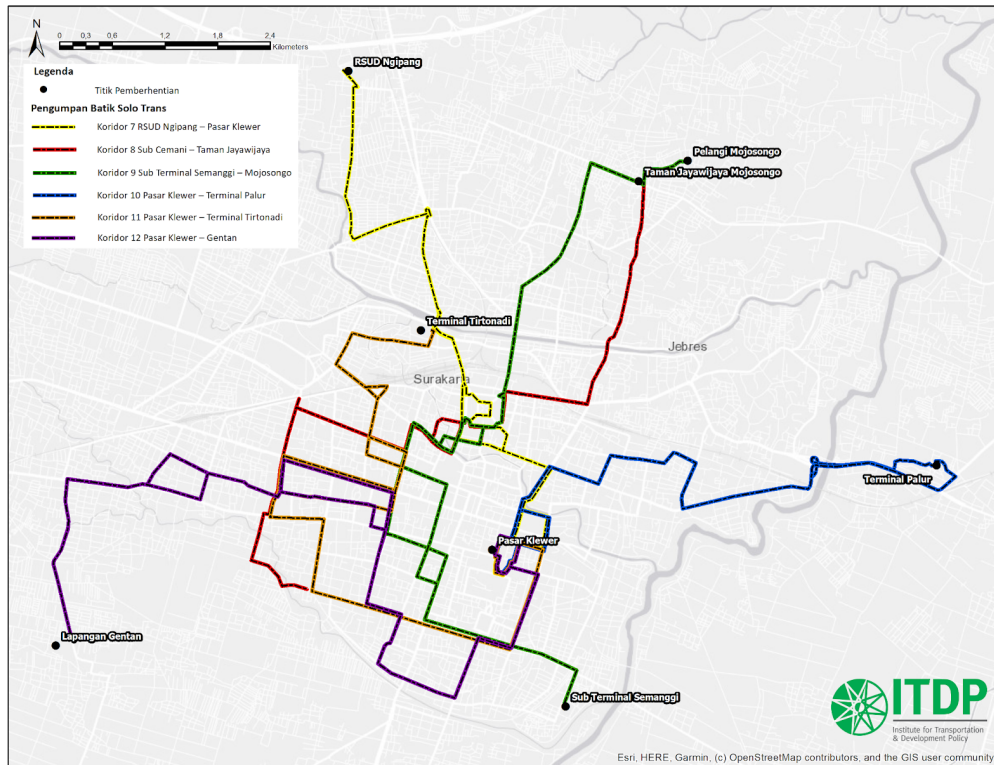 N
0 0,3 0,6 1,2 1,8 2,4
Kilometers
Legenda
Titik Pemberhentian
Pengumpan Batik Solo Trans
Koridor 7 RSUD Ngipang – Pasar Klewer
Koridor 8 Sub Cemani – Taman Jayawijaya
Koridor 9 Sub Terminal Semanggi – Mojosongo
Koridor 10 Pasar Klewer – Terminal Palur
Koridor 11 Pasar Klewer – Terminal Tirtonadi
Koridor 12 Pasar Klewer – Gentan
RSUD Ngipang
Pelangi Mojosongo
Taman Jayawijaya Mojosongo
Terminal Tirtonadi
Jebres
Surakarta
Terminal Palur
Pasar Klewer
Lapangan Gentan
Sub Terminal Semanggi
ITDP
Institute for Transportation
& Development Policy
Esri, HERE, Garmin, (c) OpenStreetMap contributors, and the GIS user community